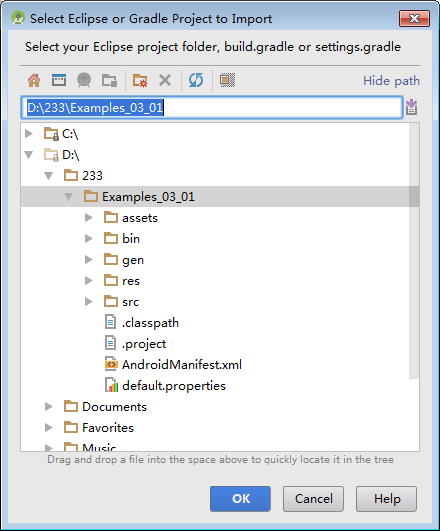 Select Eclipse or Gradle Project to Import
Select your Eclipse project folder, build.gradle or settings.gradle
Hide path
D:\233\Examples_03_01
C:\
D:\
233
Examples_03_01
assets
bin
gen
res
src
.classpath
.project
AndroidManifest.xml
default.properties
Documents
Favorites
Music
Drag and drop a file into the space above to quickly locate it in the tree
OK
Cancel
Help